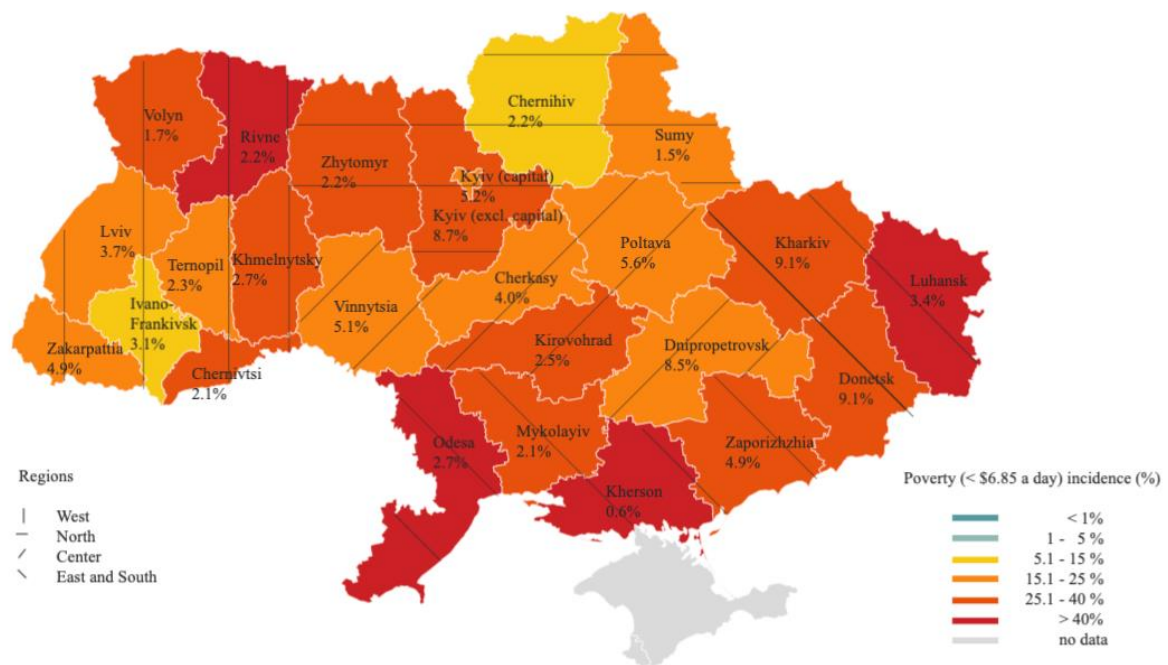 Chernihiv
2.2%
Volyn
1.7%
Rivne
2.2%
Sumy
1.5%
Zhytomyr
2.2%
Kyiv (capital)
5.2%
Kyiv (excl. capital)
8.7%
Lviv
3.7%
Ternopil
2.3%
Khmelnytsky
2.7%
Poltava
5.6%
Kharkiv
9.1%
Luhansk
3.4%
Cherkasy
4.0%
Vinnytsia
5.1%
Ivano-
Frankivsk
3.1%
Zakarpattia
4.9%
Chernivtsi
2.1%
Kirovohrad
2.5%
Dnipropetrovsk
8.5%
Donetsk
9.1%
Odesa
2.7%
Mykolayiv
2.1%
Zaporizhzhia
4.9%
Kherson
0.6%
Regions
West
North
Center
East and South
Poverty (< $6.85 a day) incidence (%)
< 1%
1 - 5 %
5.1 - 15 %
15.1 - 25 %
25.1 - 40 %
> 40%
no data